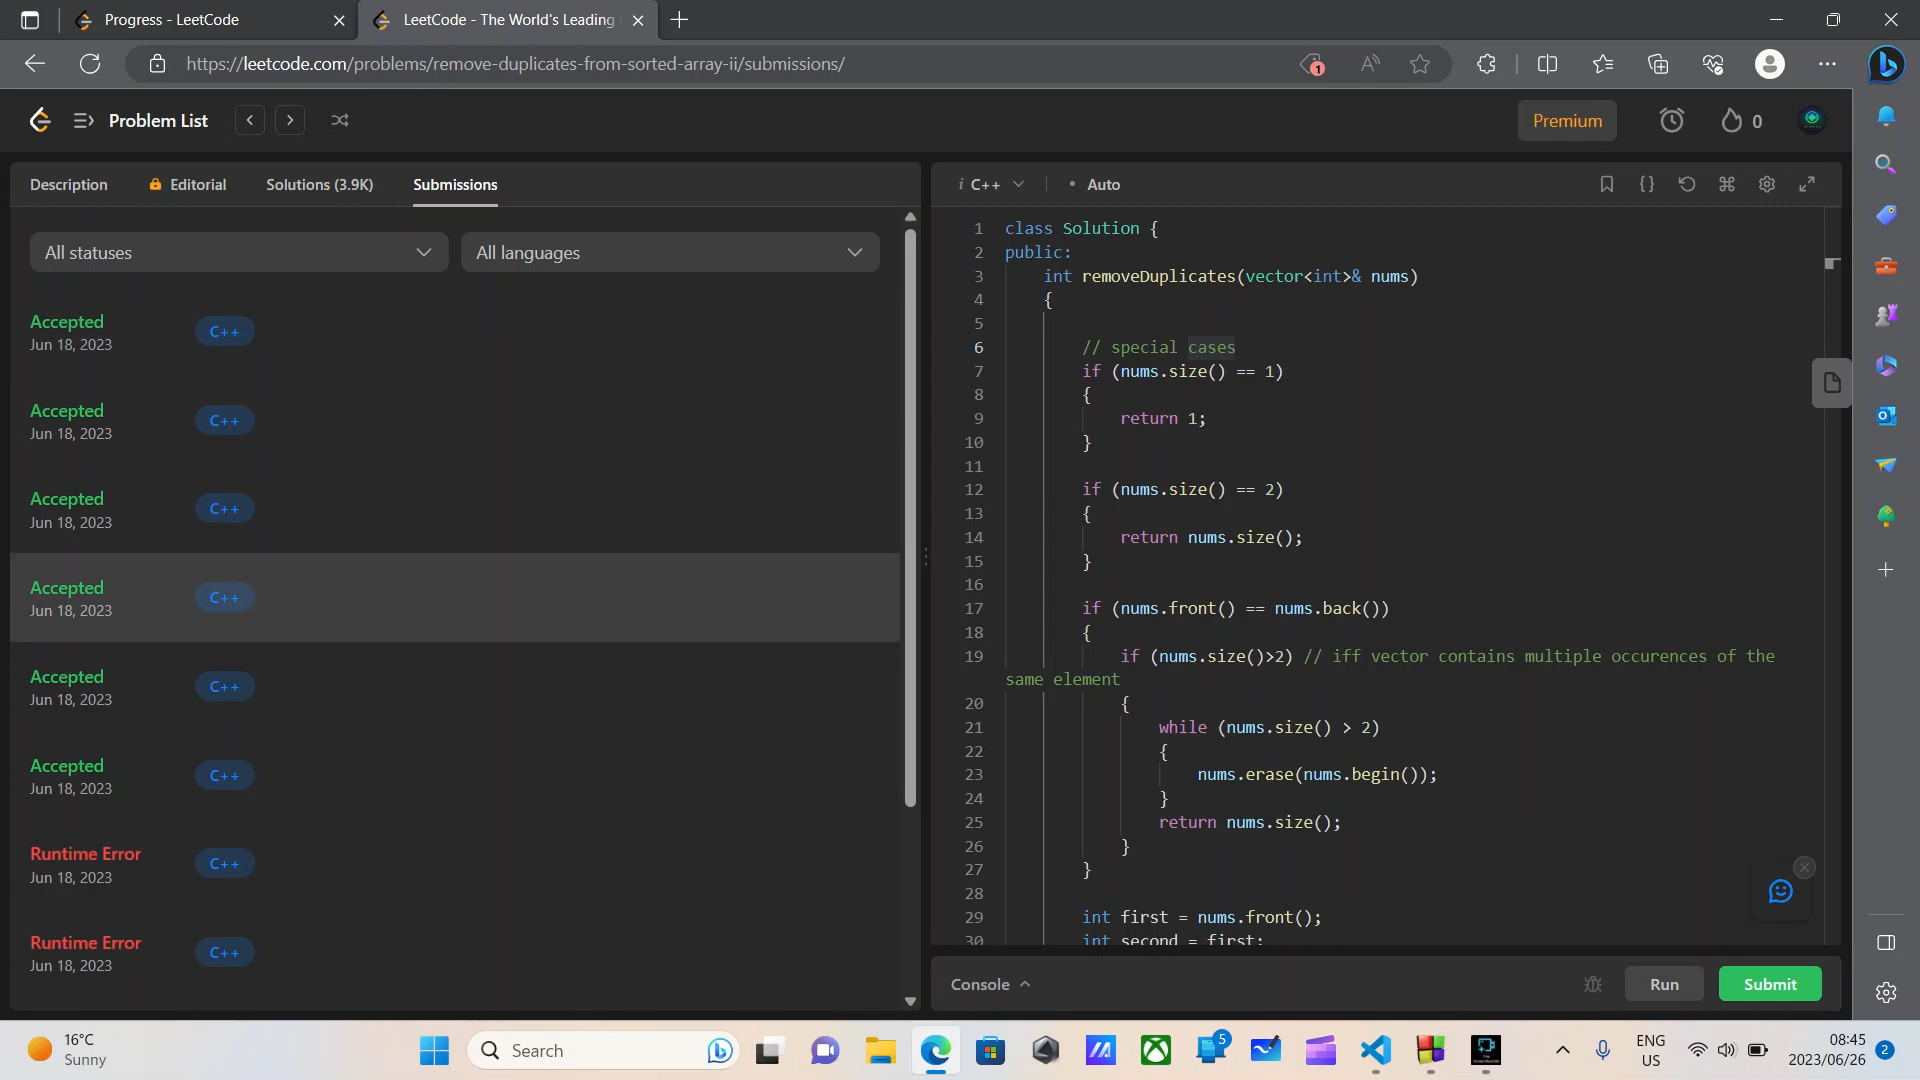 Progress - LeetCode
LeetCode - The World's Leading
https://leetcode.com/problems/remove-duplicates-from-sorted-array-ii/submissions/
1
Problem List
Premium
0
Description
Editorial
Solutions (3.9K)
Submissions
All statuses
All languages
Accepted
Jun 18, 2023
C++
Accepted
Jun 18, 2023
C++
Accepted
Jun 18, 2023
C++
Accepted
Jun 18, 2023
C++
Accepted
Jun 18, 2023
C++
Accepted
Jun 18, 2023
C++
Runtime Error
Jun 18, 2023
C++
Runtime Error
Jun 18, 2023
C++
i C++
• Auto
1 class Solution {
2 public:
3 int removeDuplicates(vector<int>& nums)
4 {
5
6 // special cases
7 if (nums.size() == 1)
8 {
9 return 1;
10 }
11
12 if (nums.size() == 2)
13 {
14 return nums.size();
15 }
16
17 if (nums.front() == nums.back())
18 {
19 if (nums.size()>2) // iff vector contains multiple occurences of the
same element
20 {
21 while (nums.size() > 2)
22 {
23 nums.erase(nums.begin());
24 }
25 return nums.size();
26 }
27 }
28
29 int first = nums.front();
30 int second = first;
Console
Run
Submit
16°C
Sunny
Search
5
ENG
US
08:45
2023/06/26
2